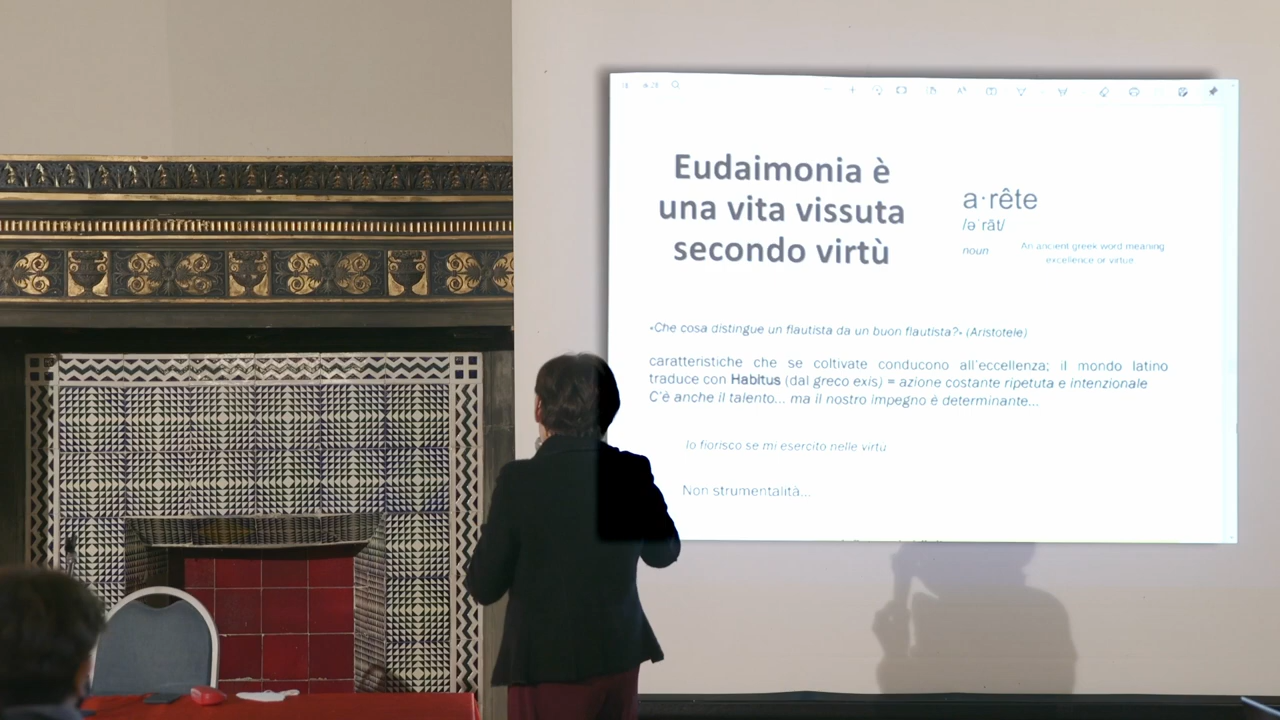 Eudaimonia è
una vita vissuta
secondo virtù
a·rête
/əˈrāt/
noun
An ancient greek word meaning
excellence or virtue.
«Che cosa distingue un flautista da un buon flautista?» (Aristotele)
caratteristiche che se coltivate conducono all'eccellenza; il mondo latino
traduce con Habitus (dal greco exis) = azione costante ripetuta e intenzionale
C'è anche il talento... ma il nostro impegno è determinante...
Io fiorisco se mi esercito nelle virtù
Non strumentalità...